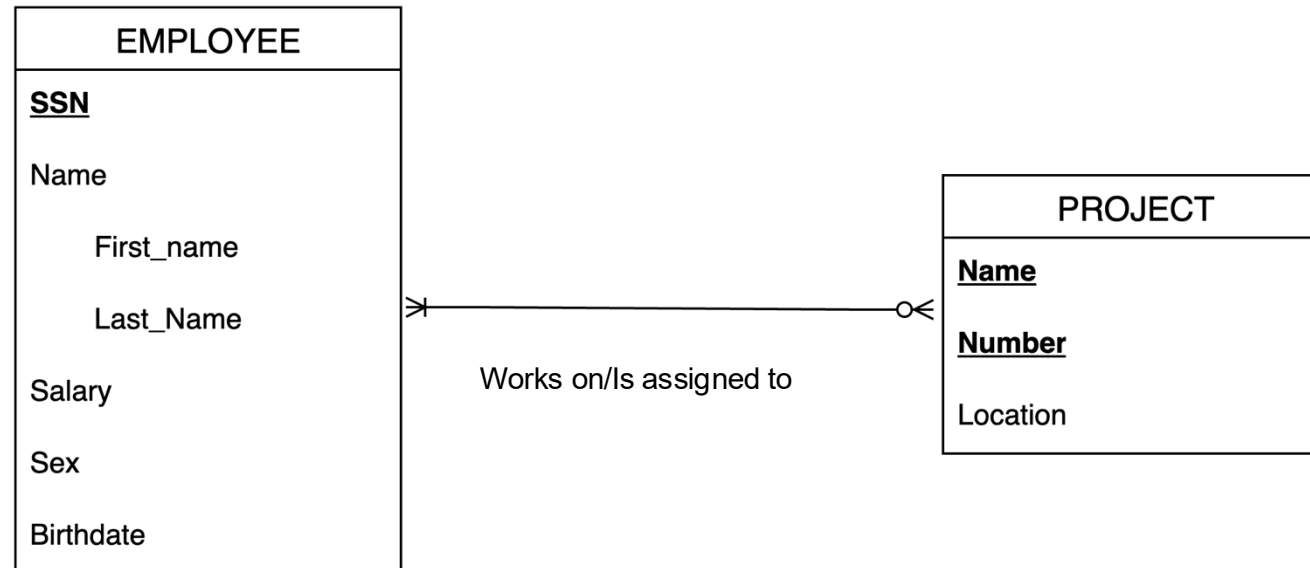 EMPLOYEE
SSN
Name
First_name
Last_Name
Salary
Sex
Birthdate
Works on/Is assigned to
PROJECT
Name
Number
Location